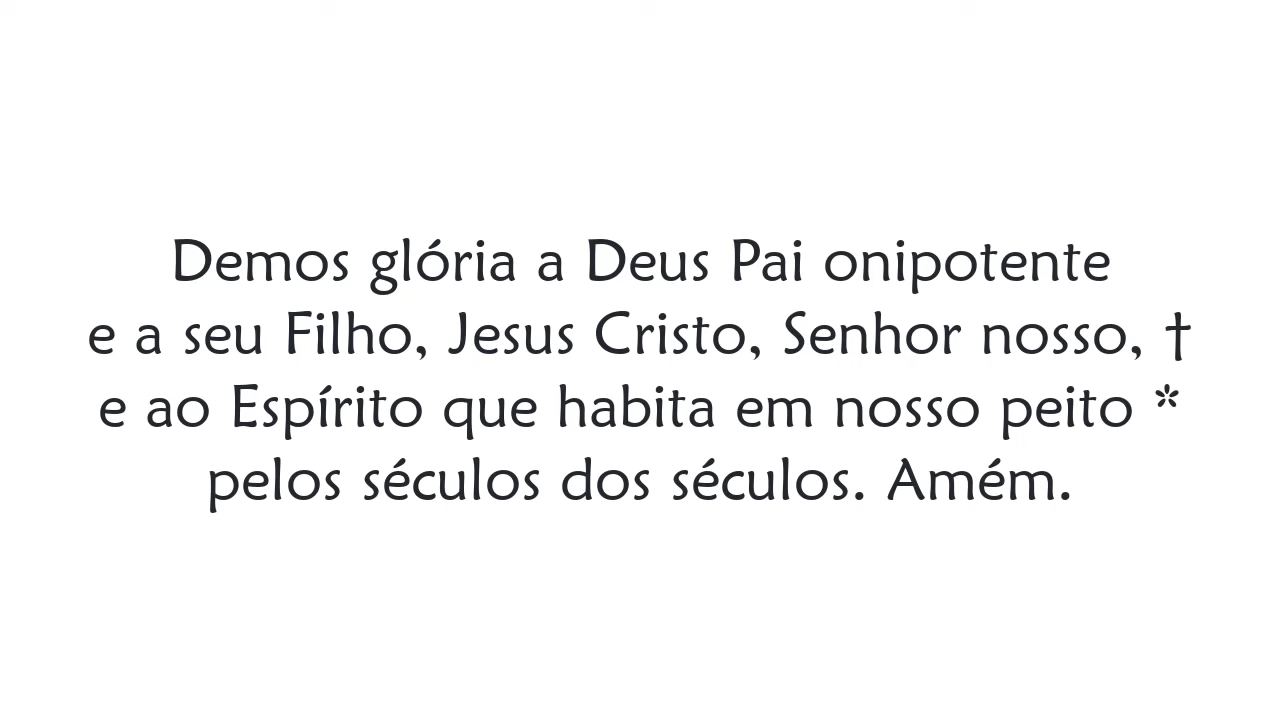 Demos glória a Deus Pai onipotente
e a seu Filho, Jesus Cristo, Senhor nosso, †
e ao Espírito que habita em nosso peito *
pelos séculos dos séculos. Amém.